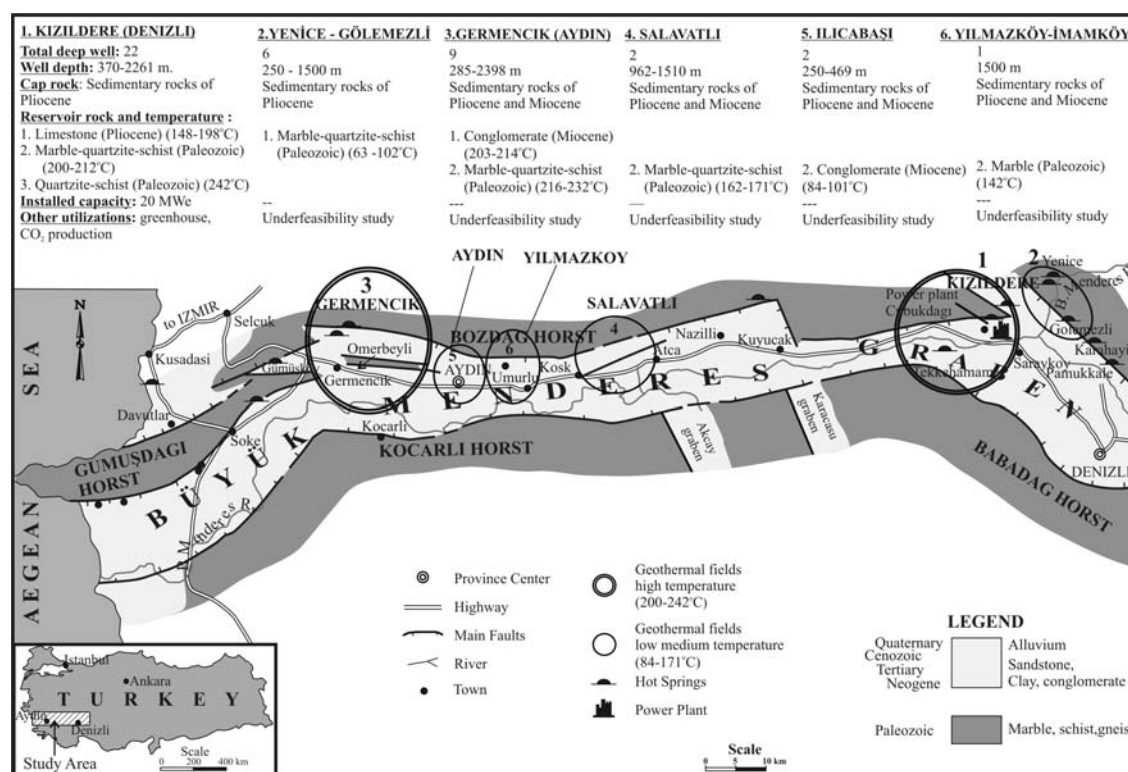 1. KIZILDERE (DENIZLI)
Total deep well: 22
Well depth: 370-2261 m.
Cap rock: Sedimentary rocks of
Pliocene
Reservoir rock and temperature :
1. Limestone (Pliocene) (148-198°C)
2. Marble-quartzite-schist (Paleozoic)
(200-212°C)
3. Quartzite-schist (Paleozoic) (242°C)
Installed capacity: 20 MWe
Other utilizations: greenhouse,
CO₂ production
2.YENİCE - GÖLEMEZLİ
6
250 - 1500 m
Sedimentary rocks of
Pliocene
1. Marble-quartzite-schist
(Paleozoic) (63 -102°C)
--
Underfeasibility study
3.GERMENCIK (AYDIN)
9
285-2398 m
Sedimentary rocks of
Pliocene and Miocene
1. Conglomerate (Miocene)
(203-214°C)
2. Marble-quartzite-schist
(Paleozoic) (216-232°C)
---
Underfeasibility study
4. SALAVATLI
2
962-1510 m
Sedimentary rocks of
Pliocene and Miocene
2. Marble-quartzite-schist
(Paleozoic) (162-171°C)
—
Underfeasibility study
5. ILICABAŞI
2
250-469 m
Sedimentary rocks of
Pliocene and Miocene
2. Conglomerate (Miocene)
(84-101°C)
---
Underfeasibility study
6. YILMAZKÖY-İMAMKÖY
1
1500 m
Sedimentary rocks of
Pliocene and Miocene
2. Marble (Paleozoic)
(142°C)
---
Underfeasibility study
AYDIN
YILMAZKOY
N
S
to IZMIR
Selcuk
Kusadasi
Davutlar
Soke
Gümüşköy
3
GERMENCIK
Omerbeyli
Germencik
5
AYDIN
6
Umurlu
BOZDAG HORST
SALAVATLI
4
Kosk
Atca
Nazilli
Kuyucak
1
KIZILDERE
Power plant
Cubukdagı
Tekkehamam
Saraykoy
2
Yenice
Menderes
Golemezli
Karahayi
Pamukkale
DENIZLI
BÜYÜK MENDERES GRABEN
Kocarli
KOCARLI HORST
GUMUŞDAGI
HORST
Akcay
graben
Karacasu
graben
BABADAG HORST
AEGEAN SEA
B. Menderes R.
Province Center
Highway
Main Faults
River
Town
Geothermal fields
high temperature
(200-242°C)
Geothermal fields
low medium temperature
(84-171°C)
Hot Springs
Power Plant
Scale
0 5 10 km
LEGEND
Quaternary
Cenozoic
Tertiary
Neogene
Alluvium
Sandstone,
Clay, conglomerate
Paleozoic
Marble, schist,gneis
Istanbul
Ankara
TURKEY
Aydin
Denizli
Study Area
Scale
0 200 400 km